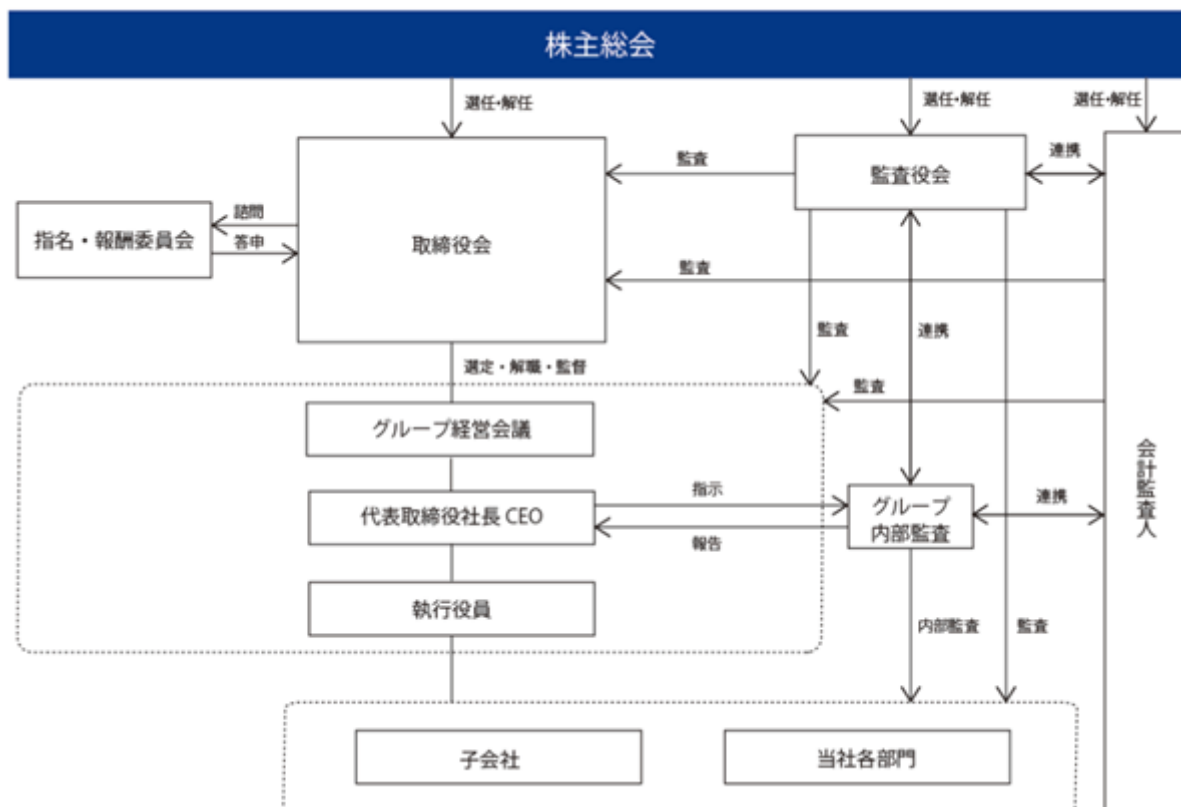 株主総会
選任・解任
選任・解任
選任・解任
監査
監査役会
連携
諮問
指名・報酬委員会
答申
取締役会
監査
監査
連携
選定・解職・監督
監査
グループ経営会議
会計監査人
指示
代表取締役社長 CEO
グループ
内部監査
連携
報告
執行役員
内部監査
監査
子会社
当社各部門